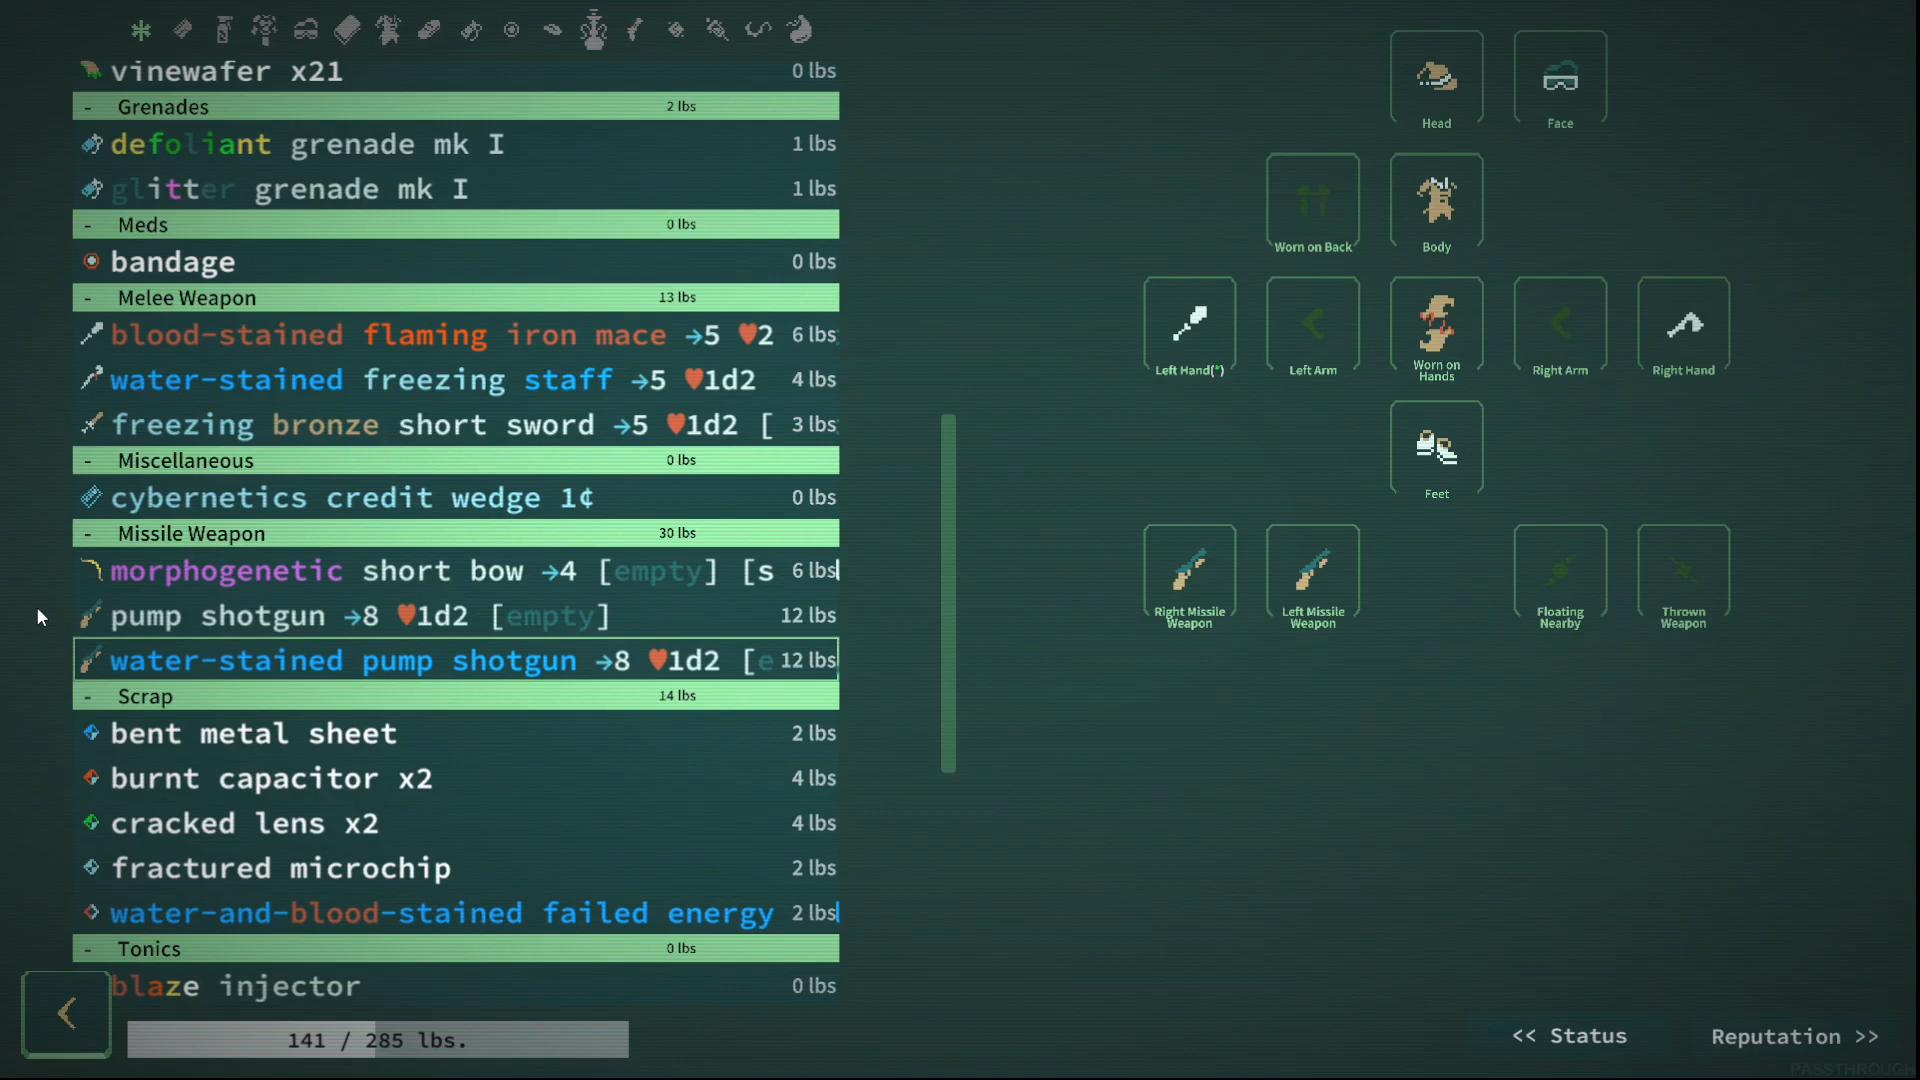 vinewafer x21 0 lbs
- Grenades 2 lbs
defoliant grenade mk I 1 lbs
glitter grenade mk I 1 lbs
- Meds 0 lbs
bandage 0 lbs
- Melee Weapon 13 lbs
blood-stained flaming iron mace →5 ♥2 6 lbs
water-stained freezing staff →5 ♥1d2 4 lbs
freezing bronze short sword →5 ♥1d2 [ 3 lbs
- Miscellaneous 0 lbs
cybernetics credit wedge 1¢ 0 lbs
- Missile Weapon 30 lbs
morphogenetic short bow →4 [empty] [s 6 lbs
pump shotgun →8 ♥1d2 [empty] 12 lbs
water-stained pump shotgun →8 ♥1d2 [e 12 lbs
- Scrap 14 lbs
bent metal sheet 2 lbs
burnt capacitor x2 4 lbs
cracked lens x2 4 lbs
fractured microchip 2 lbs
water-and-blood-stained failed energy 2 lbs
- Tonics 0 lbs
blaze injector 0 lbs
141 / 285 lbs.
Head Face
Worn on Back Body
Left Hand(*) Left Arm Worn on Hands Right Arm Right Hand
Feet
Right Missile Weapon Left Missile Weapon Floating Nearby Thrown Weapon
<< Status Reputation >>
PASSTHROUGH